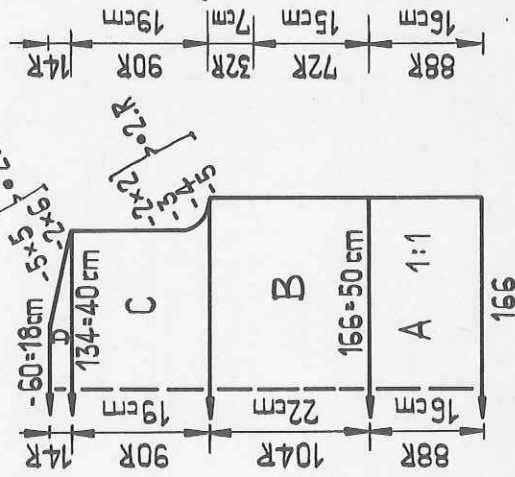 14R 90R 32R 72R 88R
19cm 7cm 15cm 16cm
-5×5
-2×6
-2×2
-3
-4
-5
•2.R
-60=18cm
D
134=40cm
C
B
166=50cm
A 1:1
166
14R 90R 104R 88R
19cm 22cm 16cm